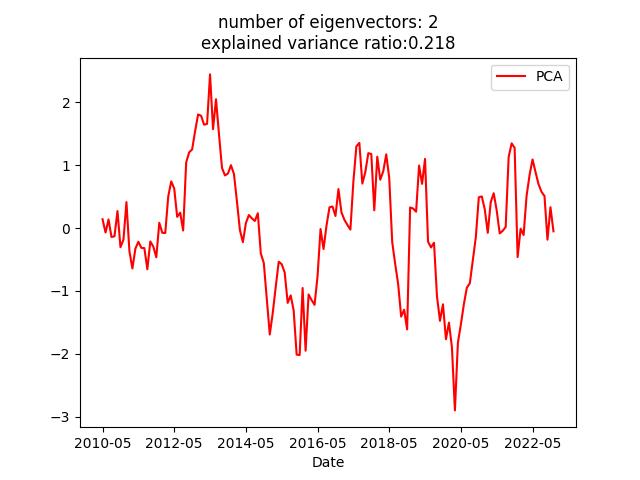 number of eigenvectors: 2
explained variance ratio:0.218
PCA
2
1
0
−1
−2
−3
2010-05 2012-05 2014-05 2016-05 2018-05 2020-05 2022-05
Date